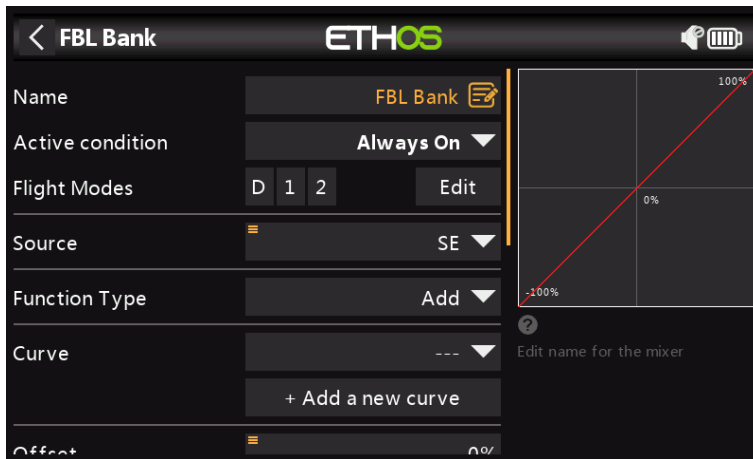 FBL Bank
ETHOS
Name
FBL Bank
Active condition
Always On
Flight Modes
D 1 2
Edit
Source
SE
Function Type
Add
Curve
---
+ Add a new curve
Offset
0%
100%
0%
-100%
?
Edit name for the mixer